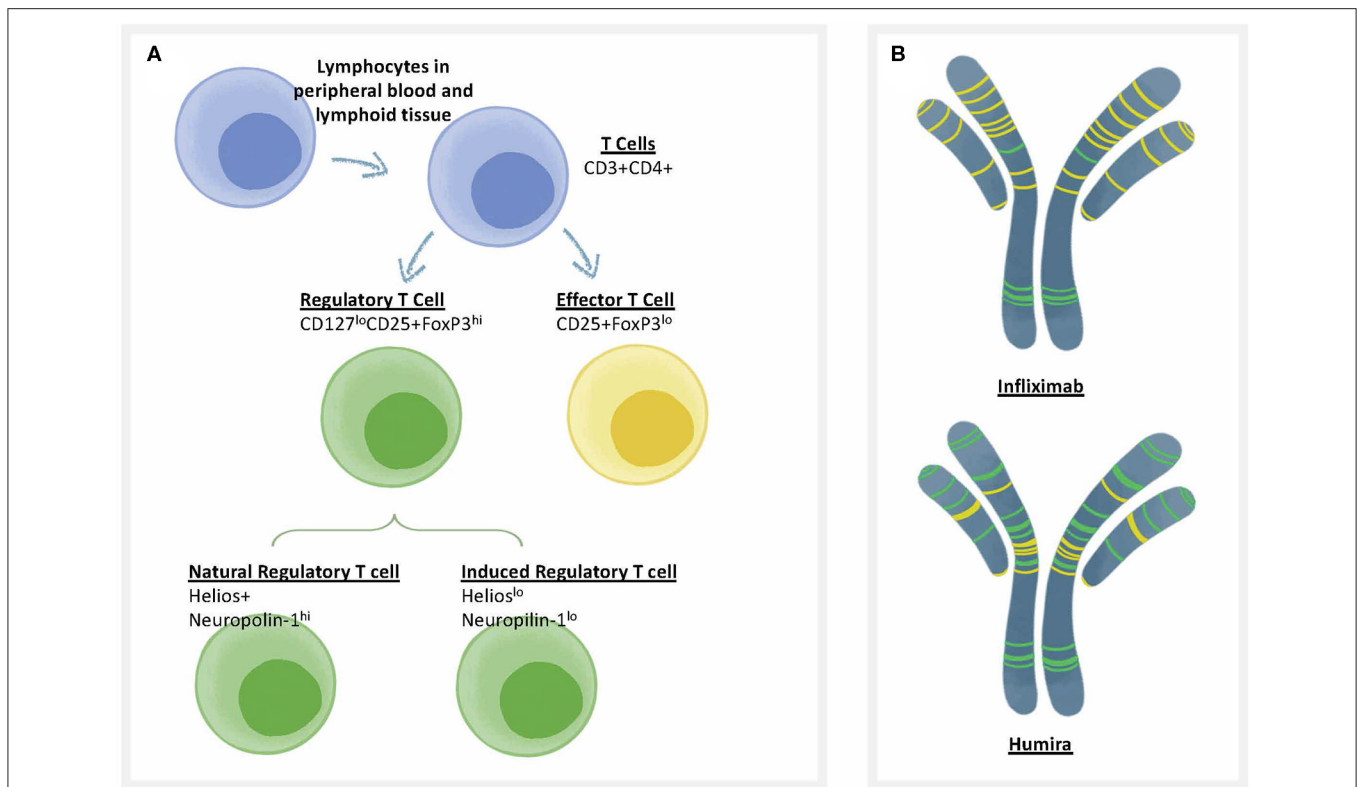 A
Lymphocytes in
peripheral blood and
lymphoid tissue
T Cells
CD3+CD4+
Regulatory T Cell
CD127loCD25+FoxP3hi
Effector T Cell
CD25+FoxP3lo
Natural Regulatory T cell
Helios+
Neuropolin-1hi
Induced Regulatory T cell
Helioslo
Neuropilin-1lo
B
Infliximab
Humira